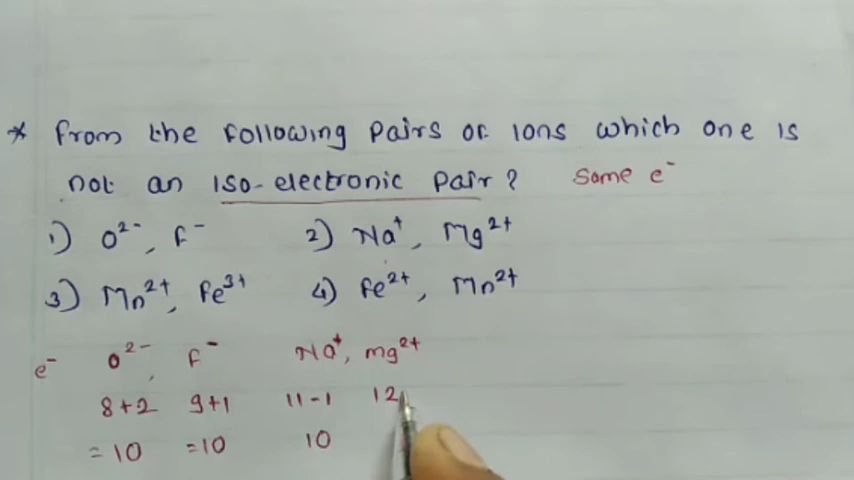 * From the following pairs of ions which one is
not an iso-electronic pair? Same e⁻
1) O²⁻, F⁻ 2) Na⁺, Mg²⁺
3) Mn²⁺, Fe³⁺ 4) Fe²⁺, Mn²⁺
e⁻ O²⁻, F⁻ Na⁺, mg²⁺
8+2 9+1 11-1 12
=10 =10 10